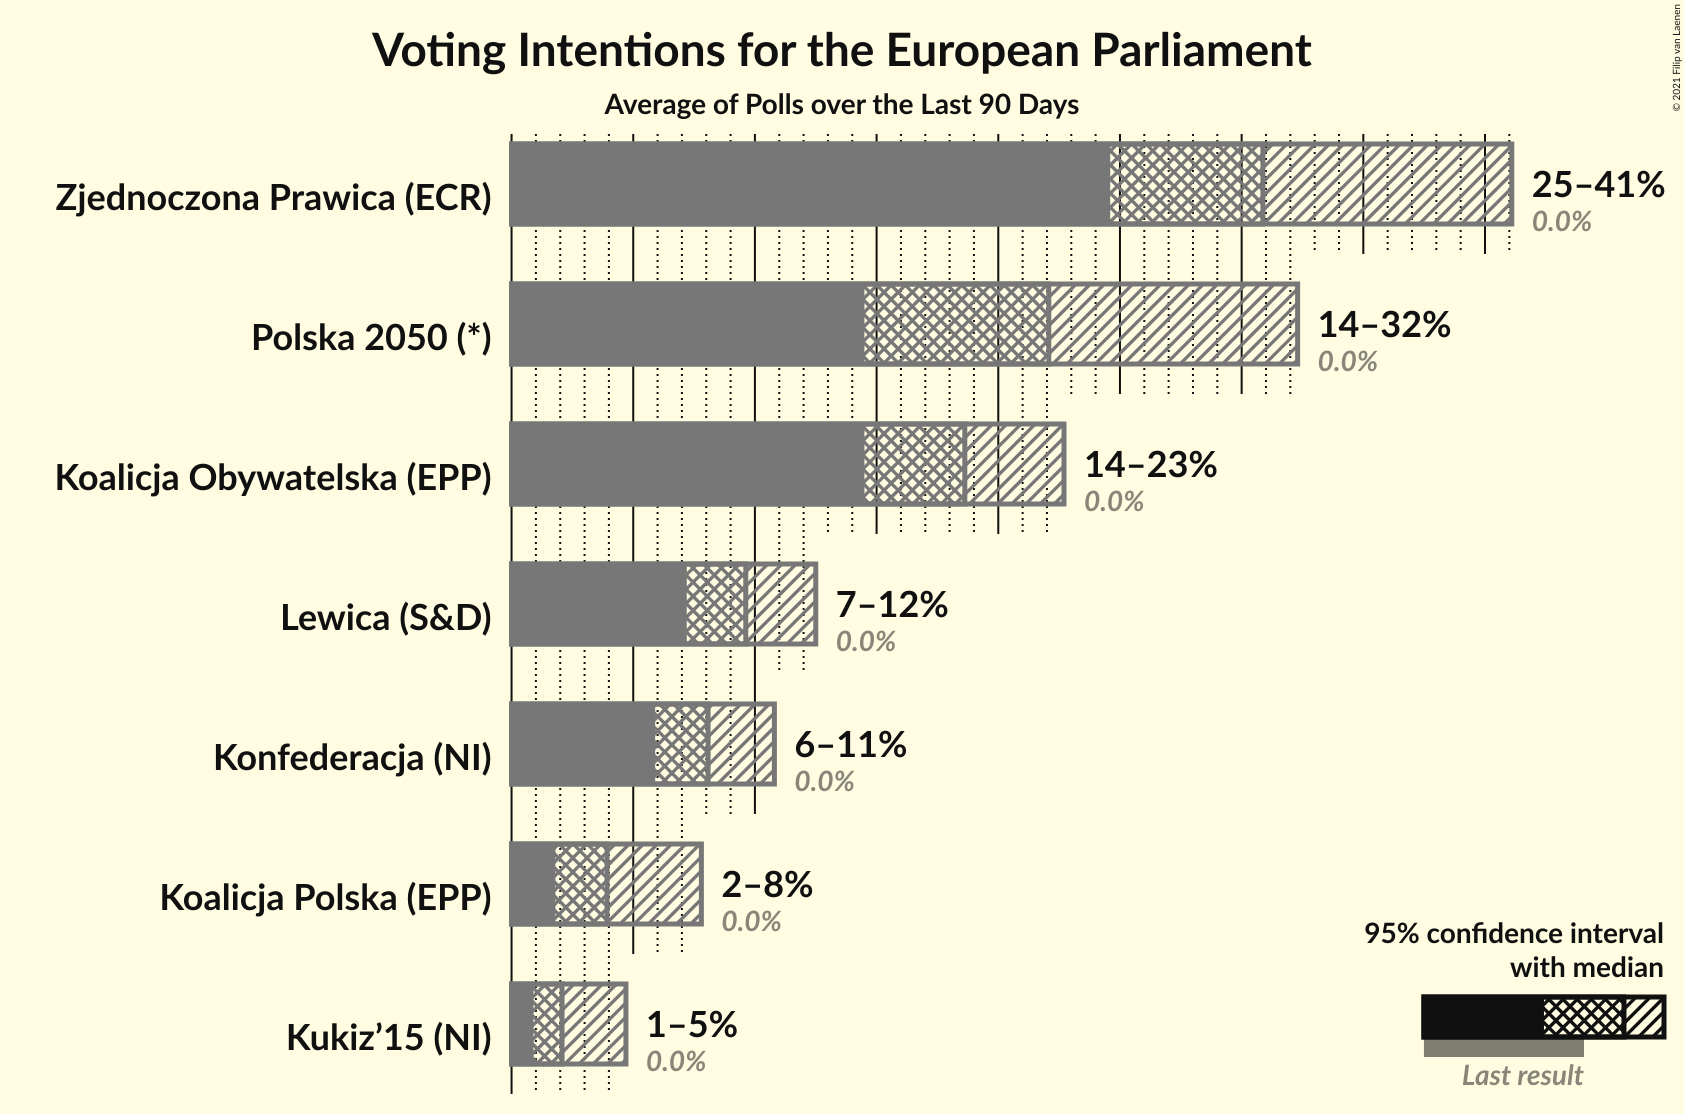 Voting Intentions for the European Parliament
Average of Polls over the Last 90 Days
© 2021 Filip van Laenen
Zjednoczona Prawica (ECR)
25–41%
0.0%
Polska 2050 (*)
14–32%
0.0%
Koalicja Obywatelska (EPP)
14–23%
0.0%
Lewica (S&D)
7–12%
0.0%
Konfederacja (NI)
6–11%
0.0%
Koalicja Polska (EPP)
2–8%
0.0%
Kukiz’15 (NI)
1–5%
0.0%
95% confidence interval
with median
Last result